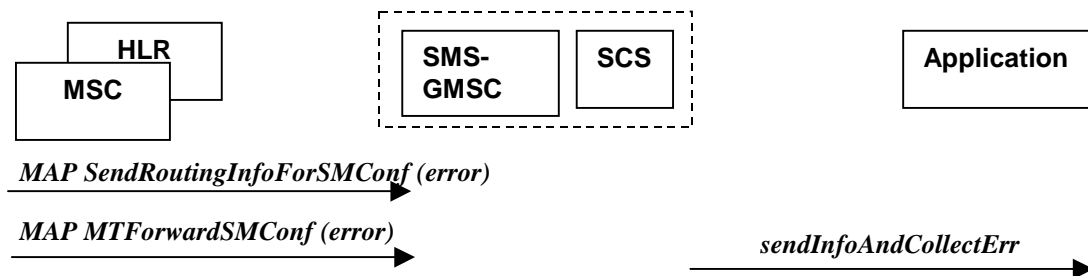 HLR
MSC
SMS-
GMSC
SCS
Application
MAP SendRoutingInfoForSMConf (error)
MAP MTForwardSMConf (error)
sendInfoAndCollectErr